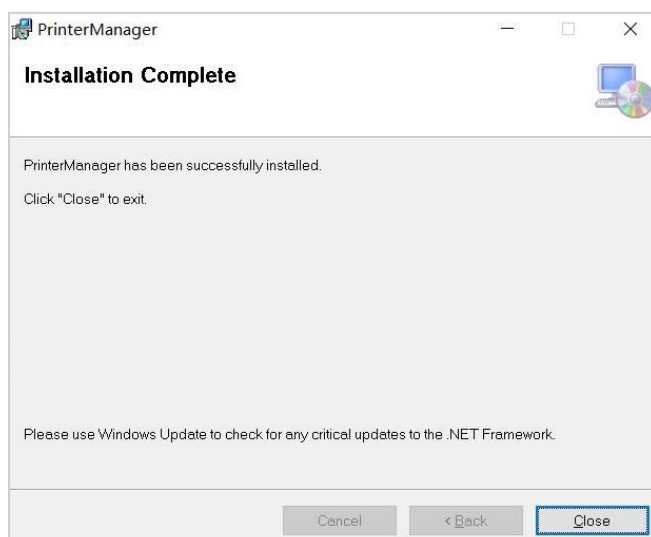 PrinterManager
Installation Complete
PrinterManager has been successfully installed.
Click "Close" to exit.
Please use Windows Update to check for any critical updates to the .NET Framework.
Cancel
< Back
Close